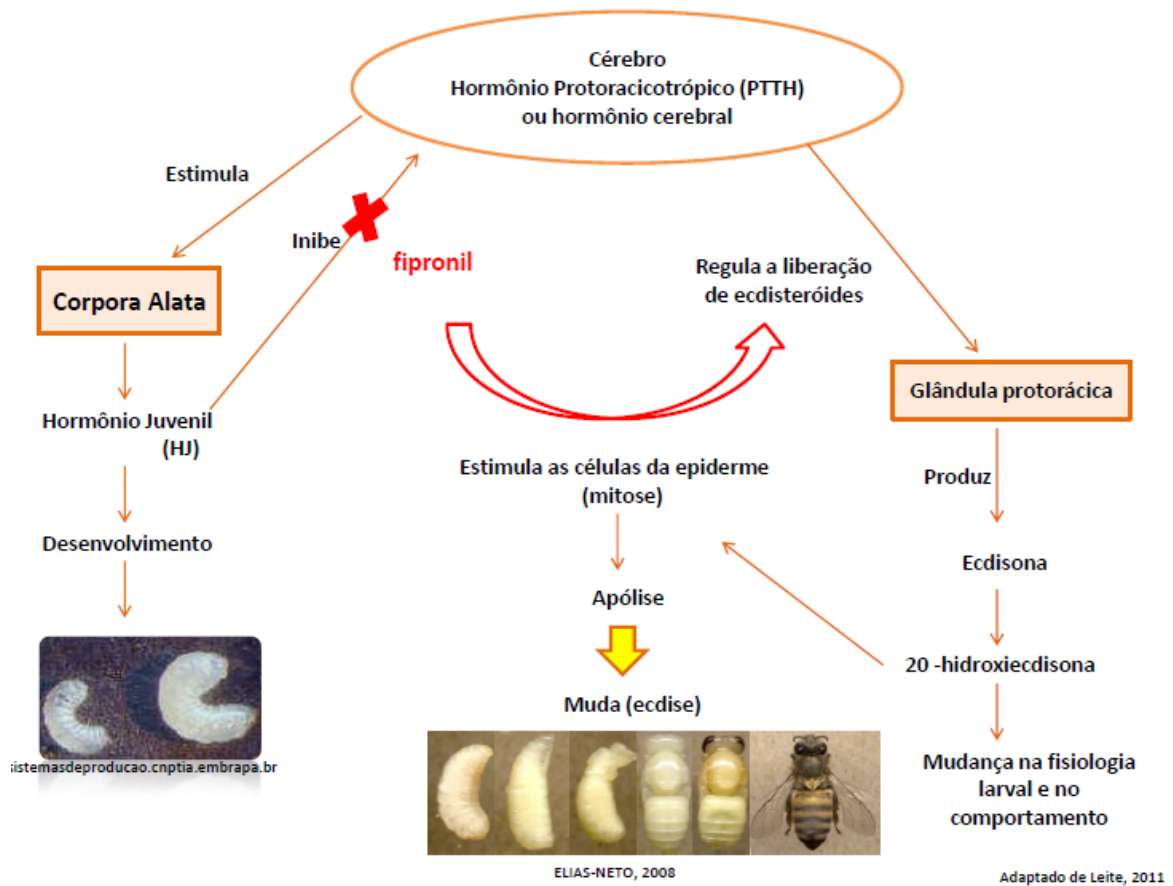 Cérebro
Hormônio Protoracicotrópico (PTTH)
ou hormônio cerebral
Estimula
Inibe
fipronil
Regula a liberação
de ecdisteróides
Corpora Alata
Glândula protorácica
Hormônio Juvenil
(HJ)
Estimula as células da epiderme
(mitose)
Produz
Desenvolvimento
Ecdisona
Apólise
20 -hidroxiecdisona
Muda (ecdise)
sistemasdeproducao.cnptia.embrapa.br
Mudança na fisiologia
larval e no
comportamento
ELIAS-NETO, 2008
Adaptado de Leite, 2011